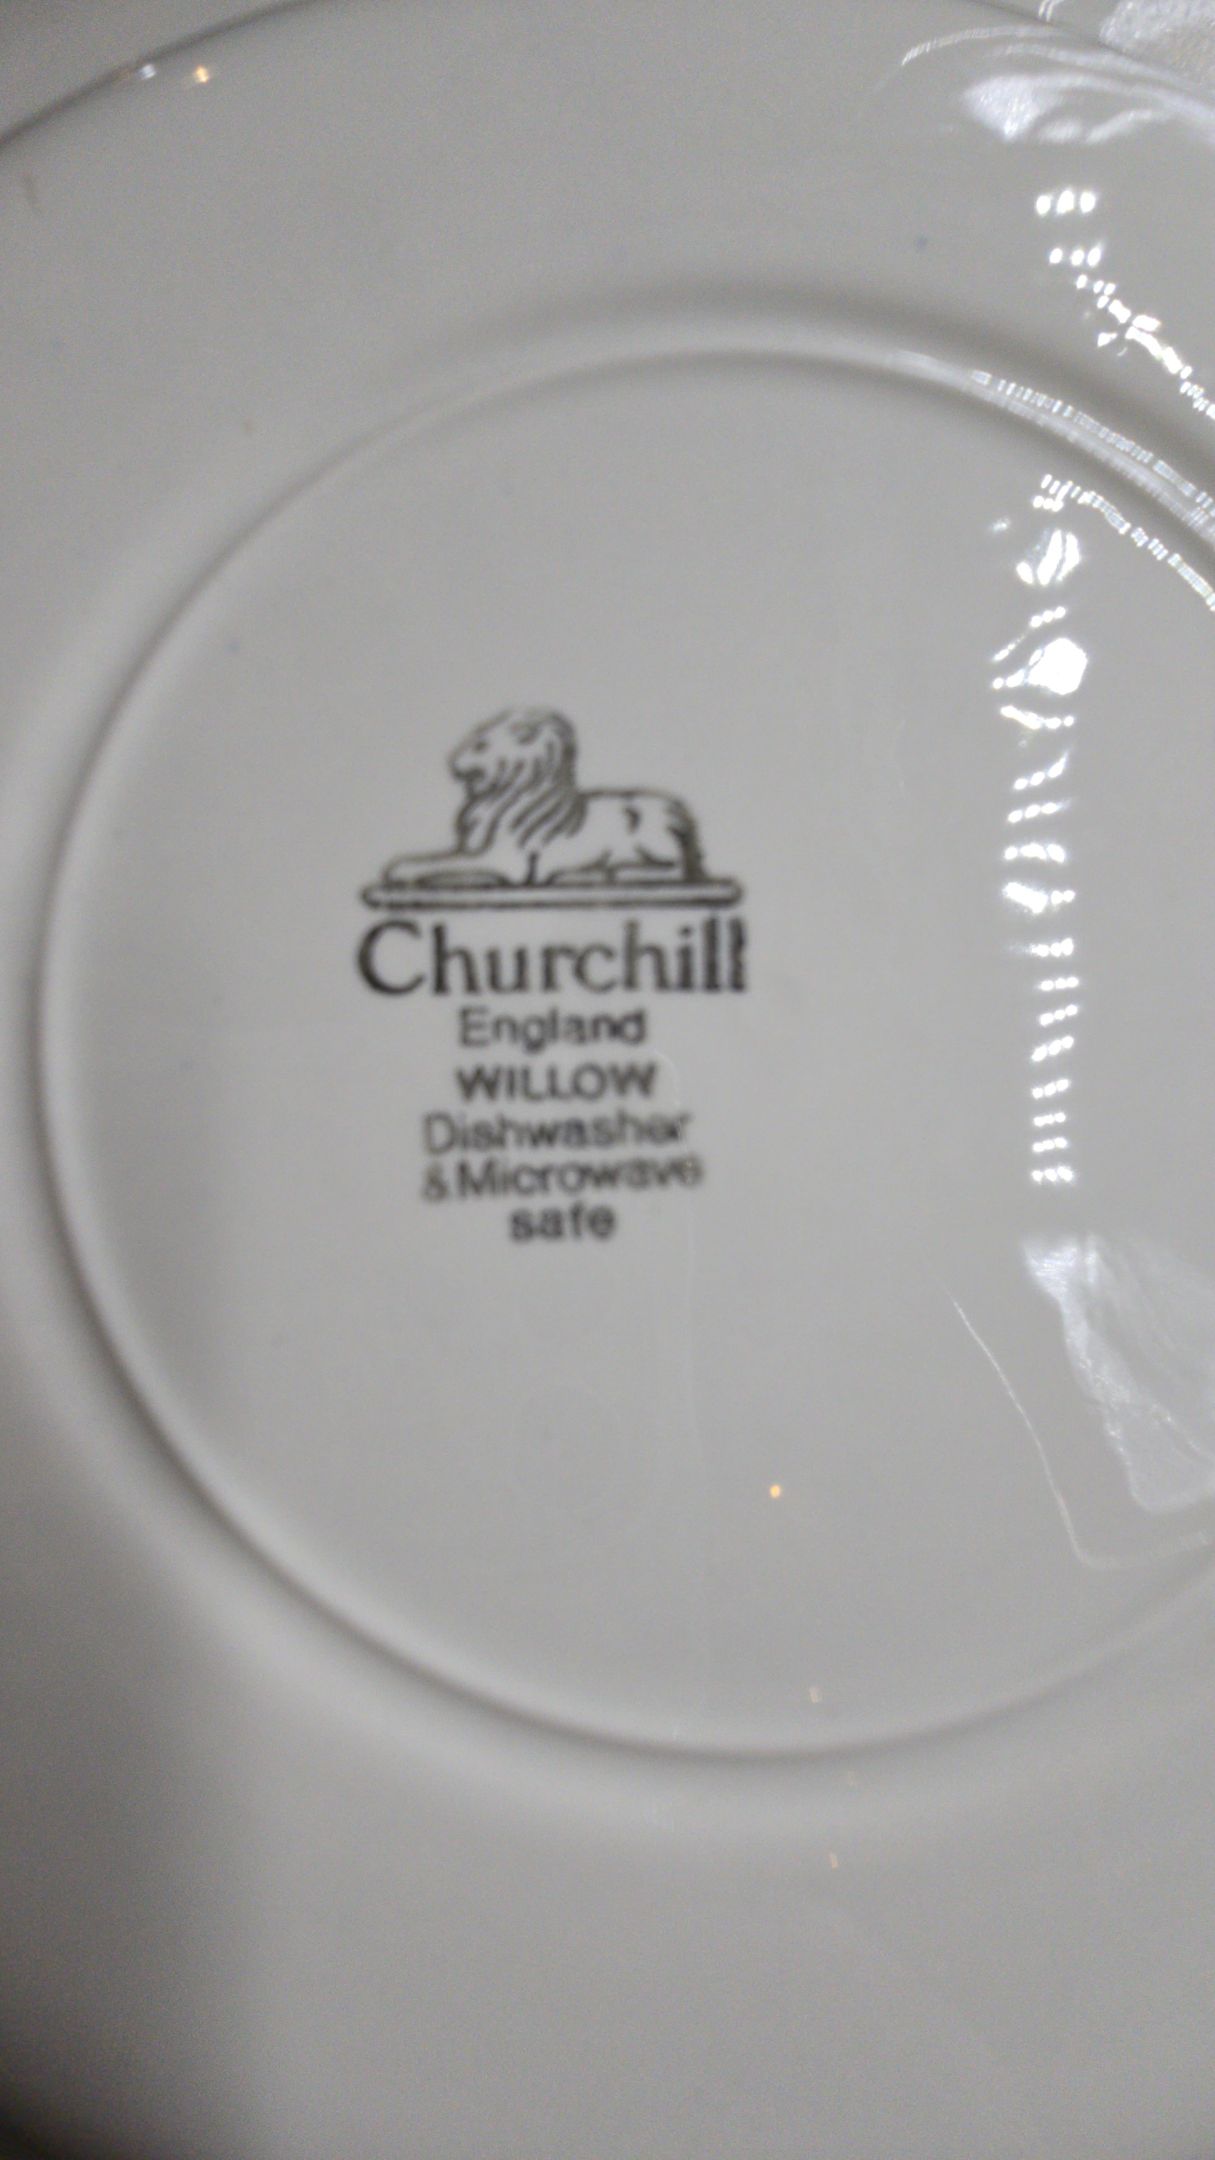 Churchill
England
WILLOW
Dishwasher
& Microwave
safe